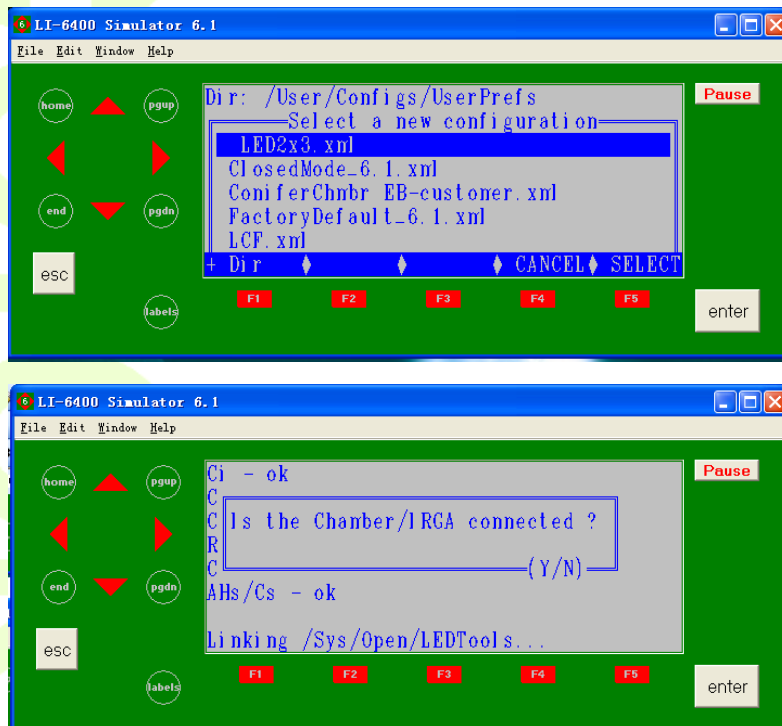 LI-6400 Simulator 6.1
File Edit Window Help
home pgup
Dir: /User/Configs/UserPrefs
Pause
Select a new configuration
LED2x3.xml
ClosedMode_6.1.xml
end pgdn
ConiferChmbr EB-customer.xml
FactoryDefault_6.1.xml
LCF.xml
esc
+ Dir CANCEL SELECT
labels
F1 F2 F3 F4 F5
enter
LI-6400 Simulator 6.1
File Edit Window Help
home pgup
Ci - ok
Pause
C
C Is the Chamber/IRGA connected ?
R
C (Y/N)
end pgdn
AHs/Cs - ok
esc
Linking /Sys/Open/LEDTools...
labels
F1 F2 F3 F4 F5
enter